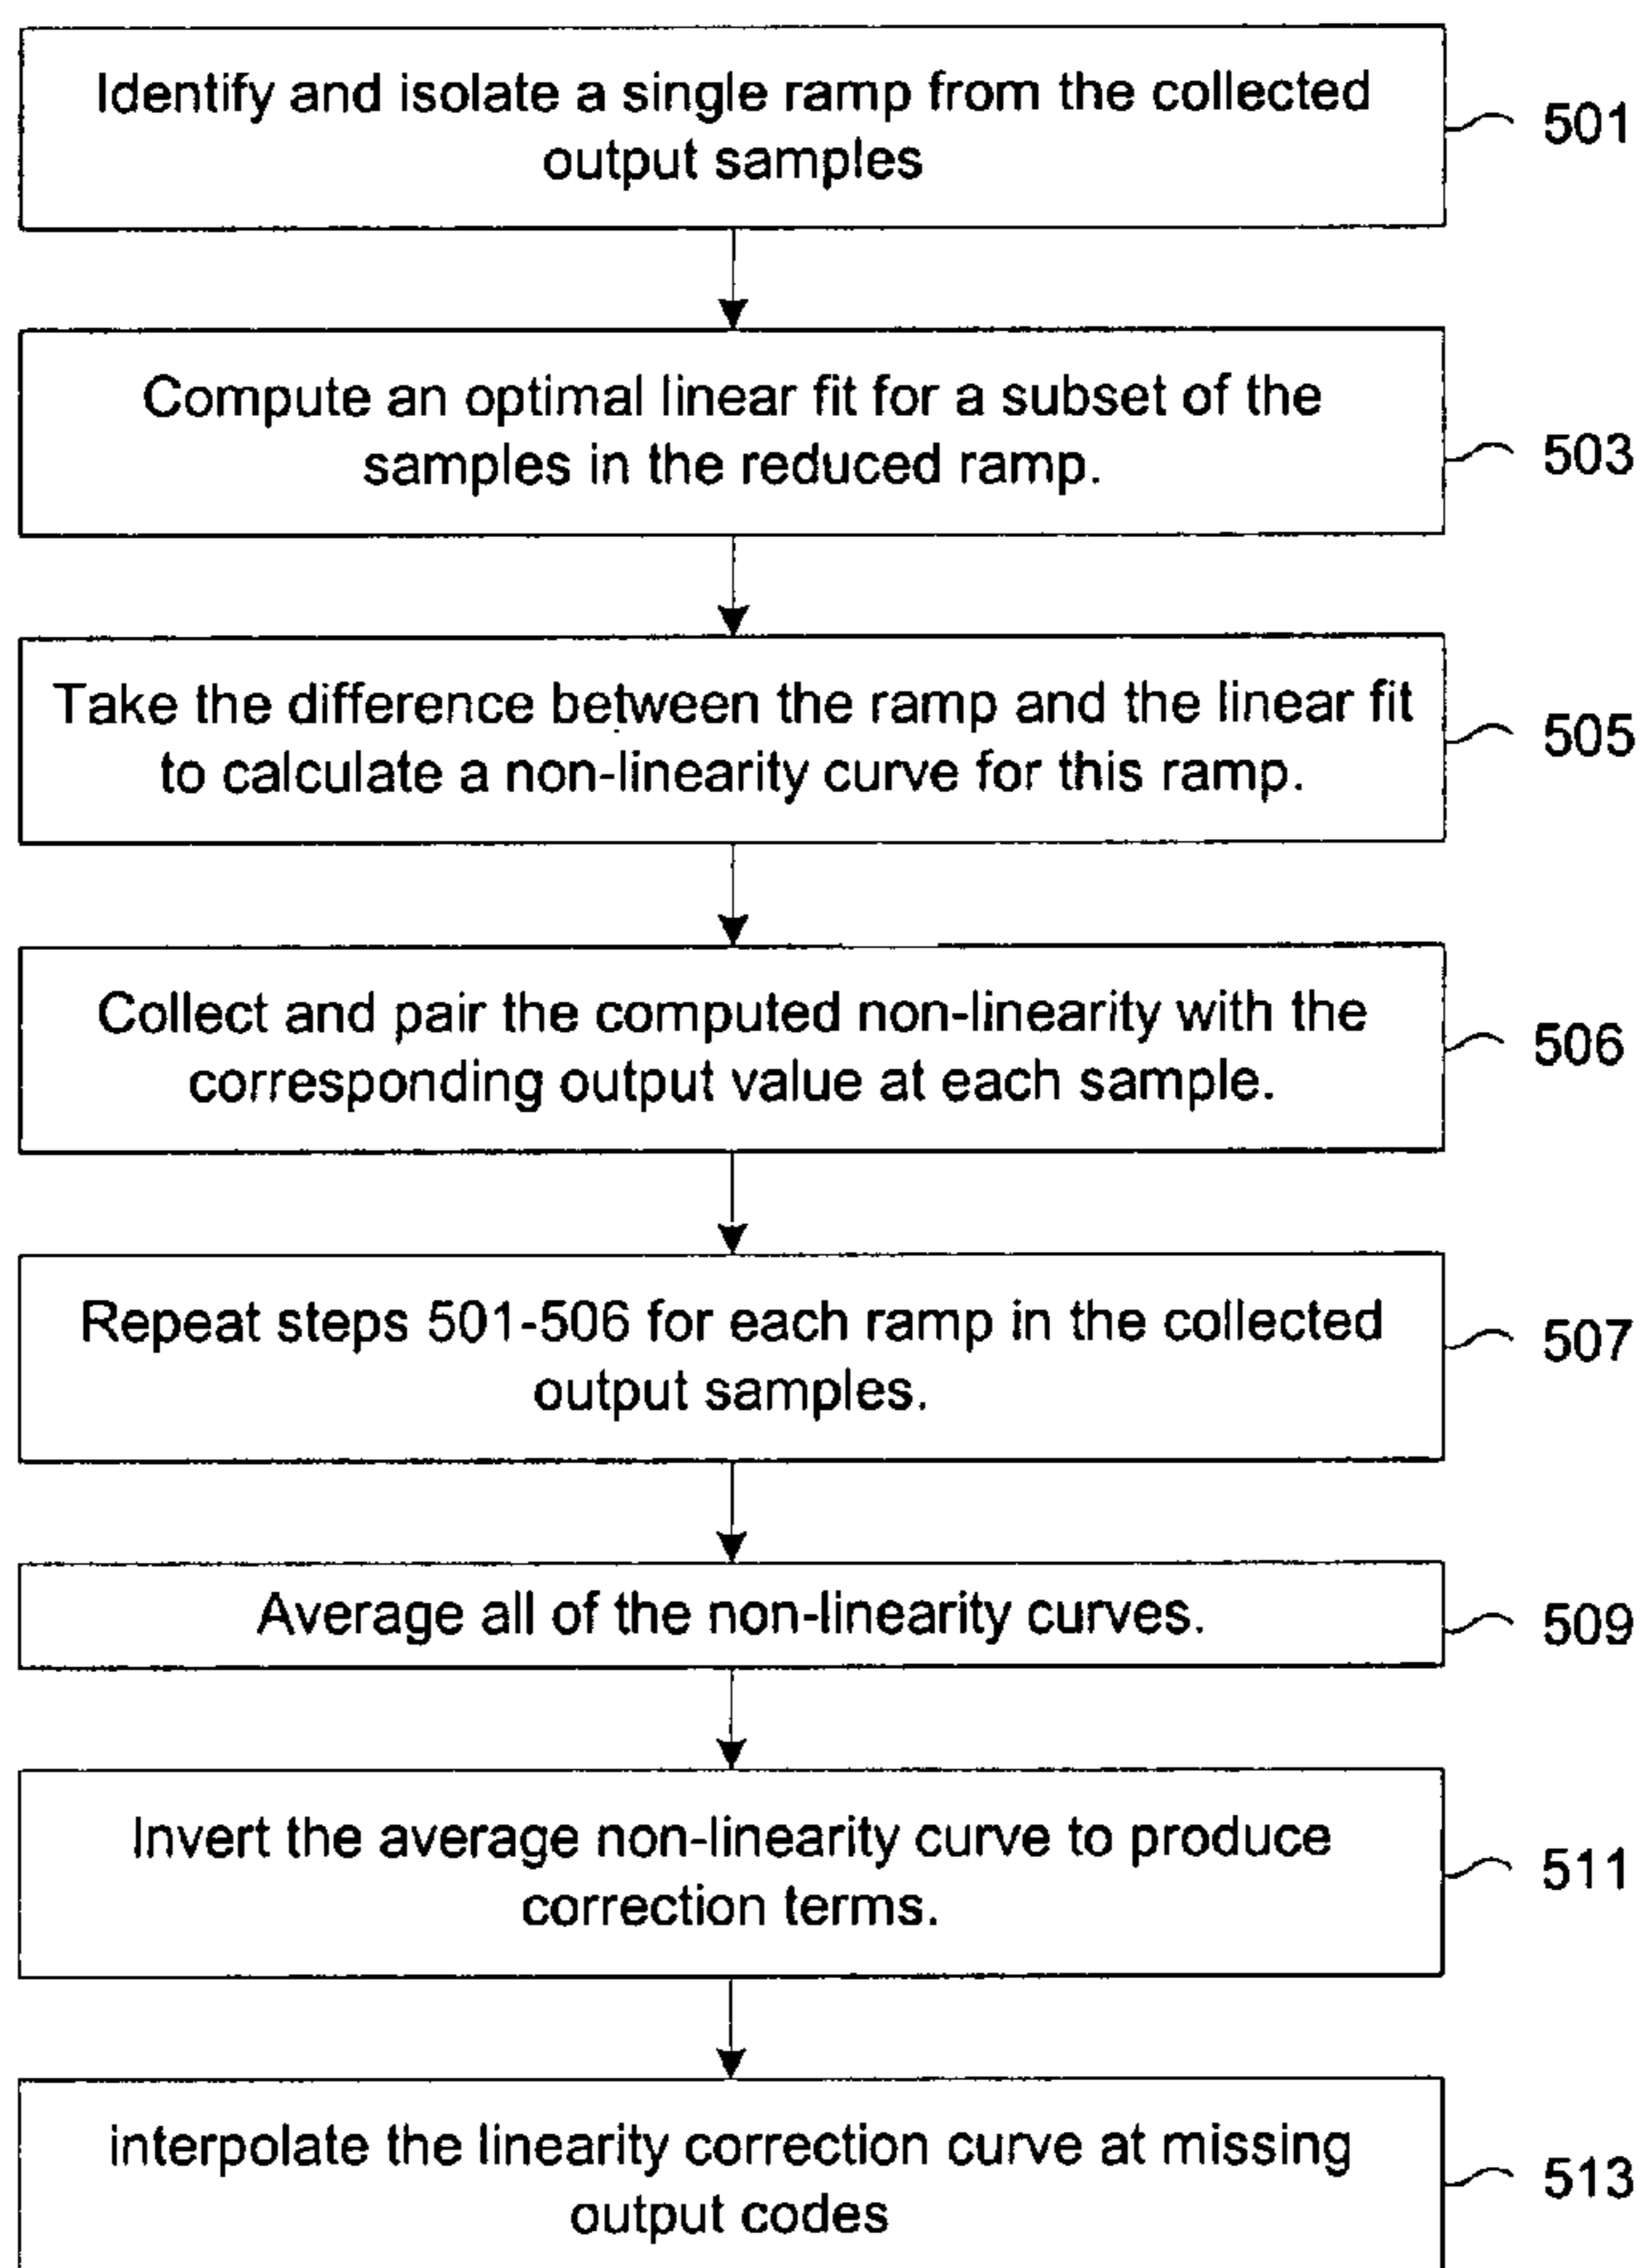 Identify and isolate a single ramp from the collected
output samples
501
Compute an optimal linear fit for a subset of the
samples in the reduced ramp.
503
Take the difference between the ramp and the linear fit
to calculate a non-linearity curve for this ramp.
505
Collect and pair the computed non-linearity with the
corresponding output value at each sample.
506
Repeat steps 501-506 for each ramp in the collected
output samples.
507
Average all of the non-linearity curves.
509
Invert the average non-linearity curve to produce
correction terms.
511
interpolate the linearity correction curve at missing
output codes
513